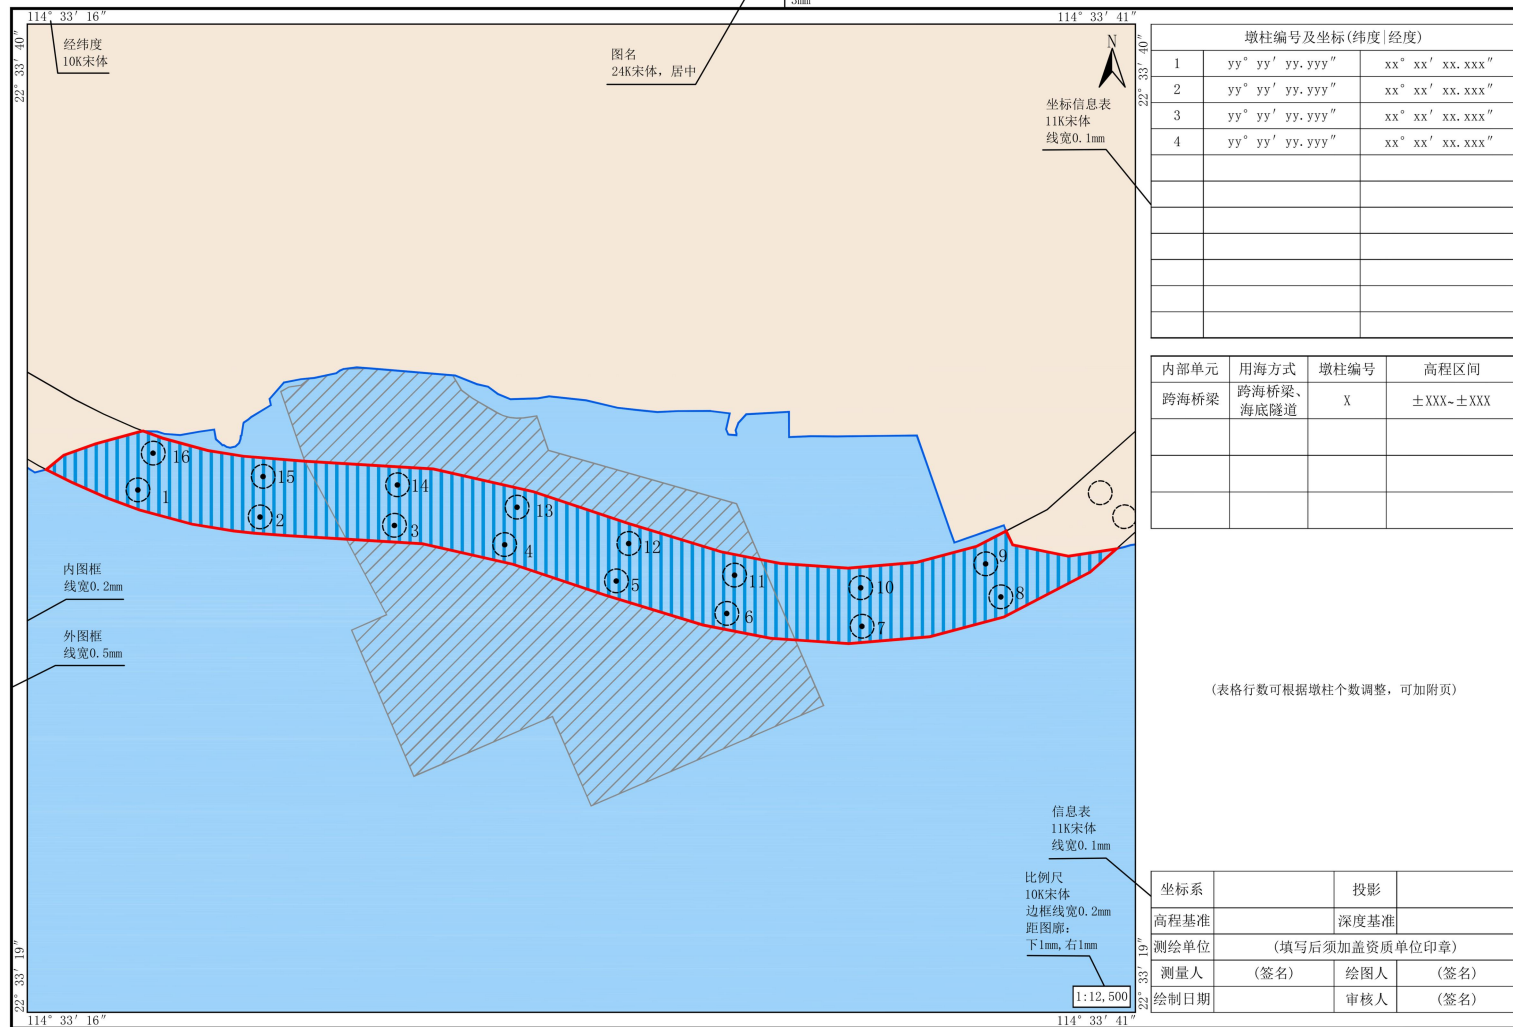 3mm
114° 33′ 16″
114° 33′ 41″
22° 33′ 40″
22° 33′ 40″
经纬度
10K宋体
图名
24K宋体, 居中
N
坐标信息表
11K宋体
线宽0.1mm
墩柱编号及坐标(纬度|经度)
1 yy° yy′ yy.yyy″ xx° xx′ xx.xxx″
2 yy° yy′ yy.yyy″ xx° xx′ xx.xxx″
3 yy° yy′ yy.yyy″ xx° xx′ xx.xxx″
4 yy° yy′ yy.yyy″ xx° xx′ xx.xxx″
内部单元 用海方式 墩柱编号 高程区间
跨海桥梁 跨海桥梁、 X ±XXX~±XXX
海底隧道
16
15
14
13
12
11
10
9
1
2
3
4
5
6
7
8
内图框
线宽0.2mm
外图框
线宽0.5mm
(表格行数可根据墩柱个数调整, 可加附页)
信息表
11K宋体
线宽0.1mm
比例尺
10K宋体
边框线宽0.2mm
距图廓:
下1mm, 右1mm
1:12,500
坐标系 投影
高程基准 深度基准
测绘单位 (填写后须加盖资质单位印章)
测量人 (签名) 绘图人 (签名)
绘制日期 审核人 (签名)
22° 33′ 19″
22° 33′ 19″
114° 33′ 16″
114° 33′ 41″